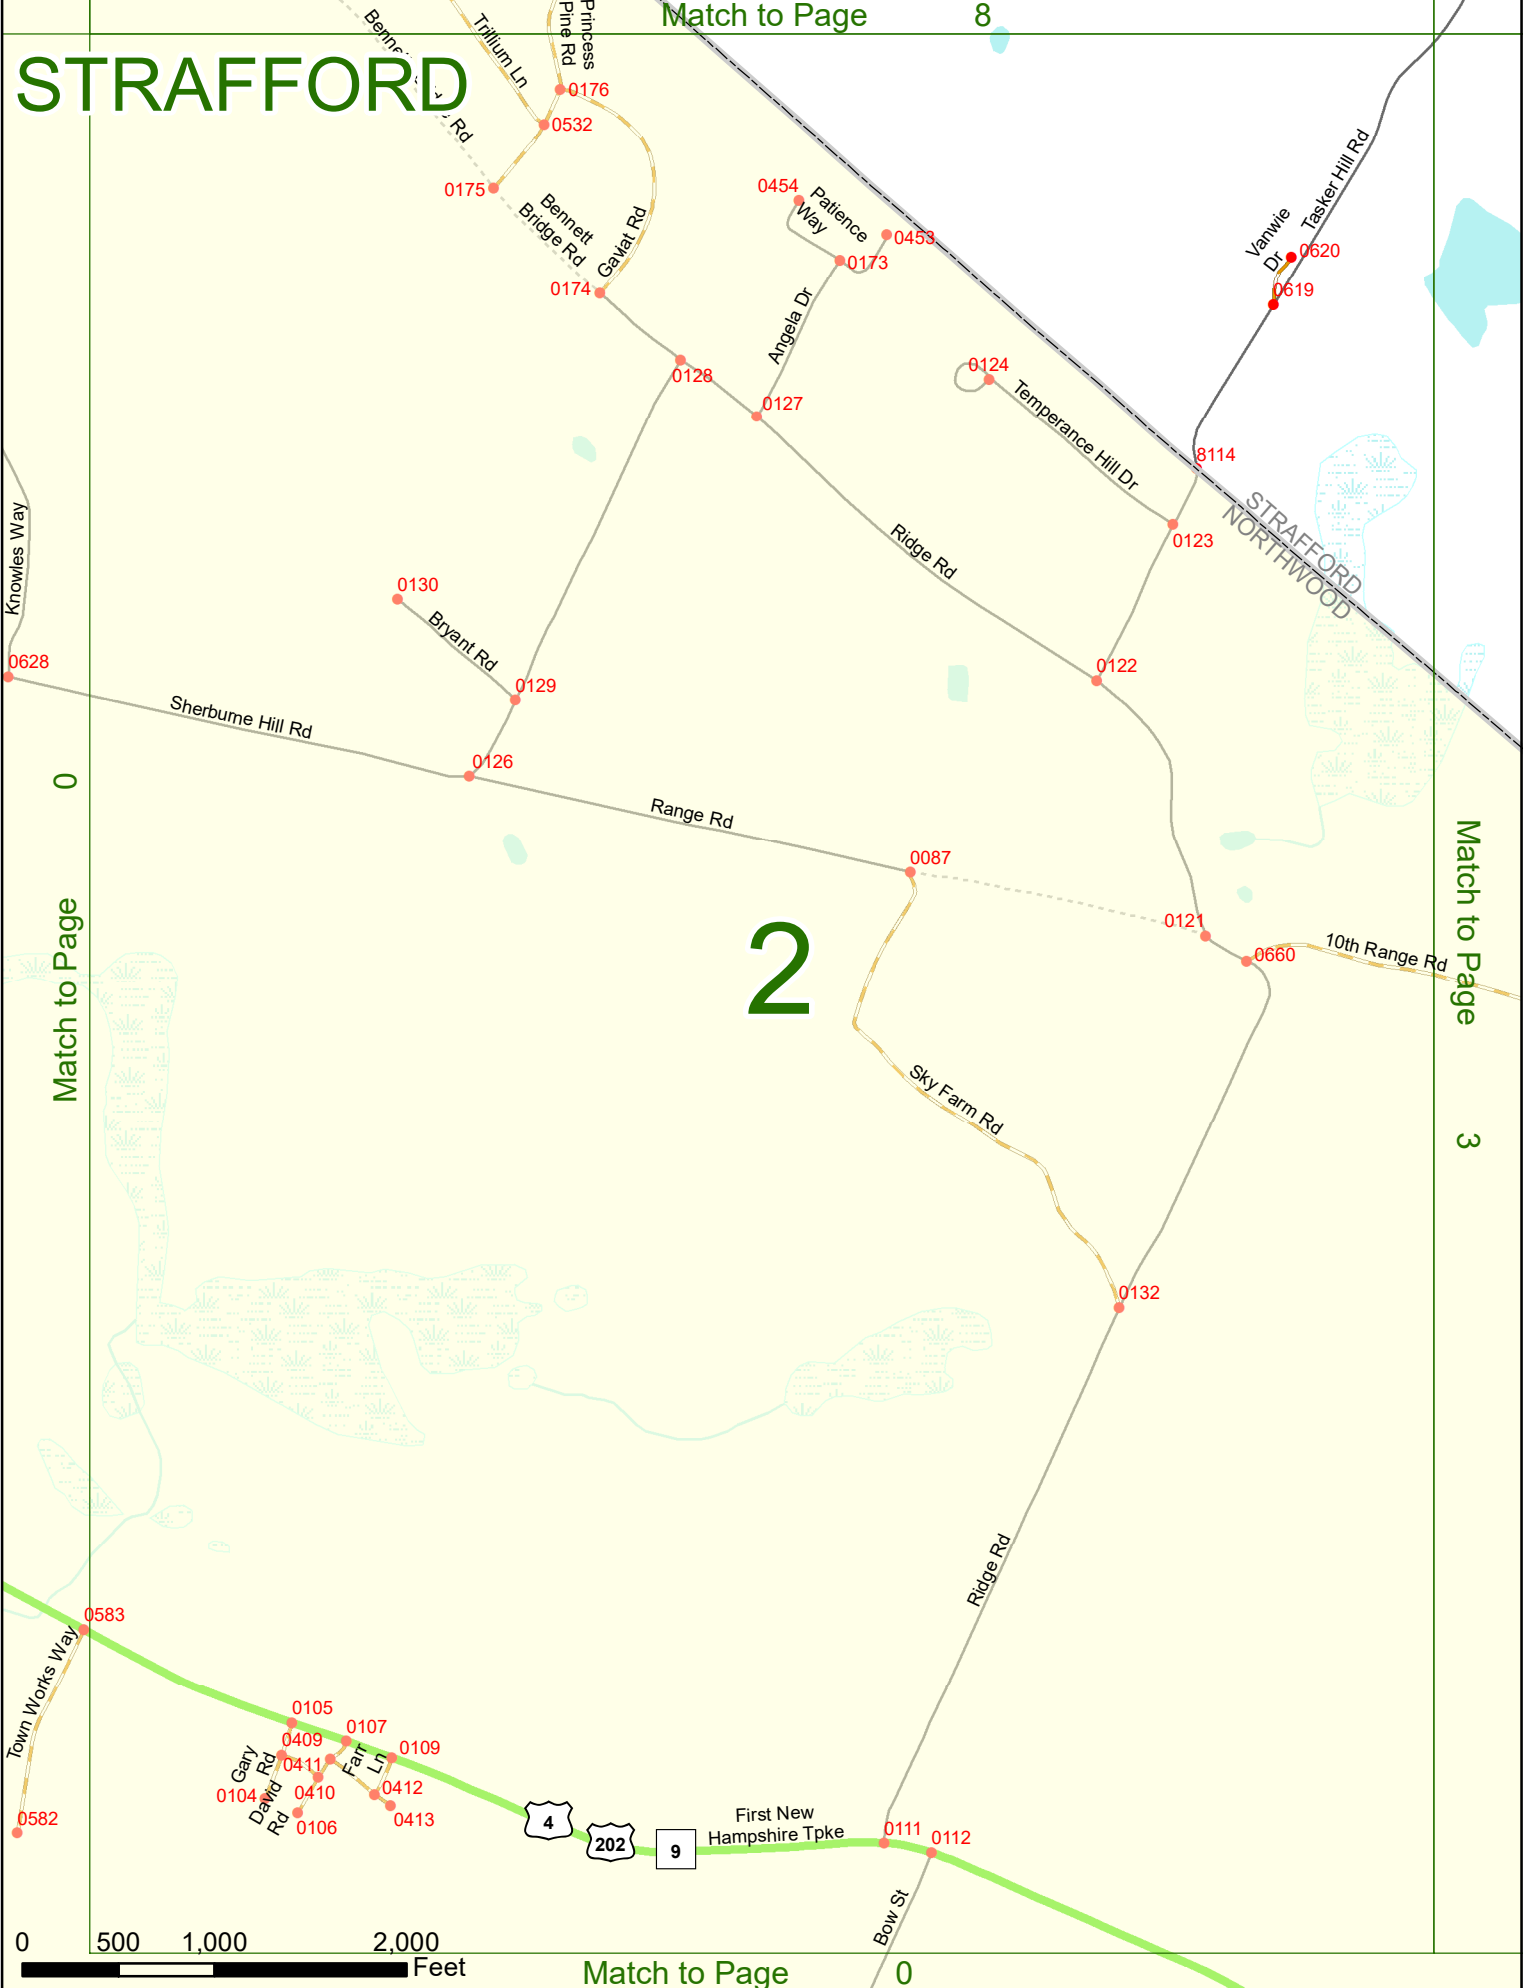 Match to Page 8
STRAFFORD
Trillium Ln
Princess
Pine Rd
0176
0532
0175
Bennett
Bridge Rd
Gaviat Rd
0174
0454
Patience
Way
0453
0173
Angela Dr
0128
0127
Tasker Hill Rd
Vanwie
Dr
0620
0619
0124
Temperance Hill Dr
8114
0123
STRAFFORD
NORTHWOOD
Ridge Rd
0122
Knowles Way
0628
0130
Bryant Rd
0129
Sherburne Hill Rd
0126
Range Rd
0087
0121
0660
10th Range Rd
Match to Page 0
Match to Page 3
2
Sky Farm Rd
0132
Ridge Rd
0583
Town Works Way
0582
0105
0107
0409
0109
Gary
Rd
0411
Farr
Ln
0104
David
Rd
0410
0412
0106
0413
4
202
9
First New
Hampshire Tpke
0111
0112
Bow St
0 500 1,000 2,000
Feet
Match to Page 0